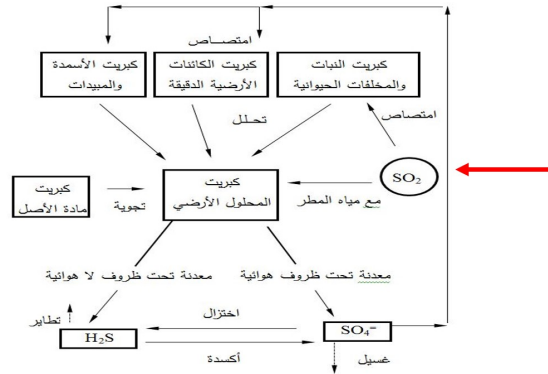 امتصـــاص
كبريت النبات
والمخلفات الحيوانية
كبريت الكائنات
الأرضية الدقيقة
كبريت الأسمدة
والمبيدات
امتصاص
تحـلـل
SO₂
كبريت
المحلول الأرضي
مع مياه المطر
تجوية
كبريت
مادة الأصل
معدنة تحت ظروف هوائية
معدنة تحت ظروف لا هوائية
اختزال
تطاير
H₂S
SO₄⁼
أكسدة
غسيل